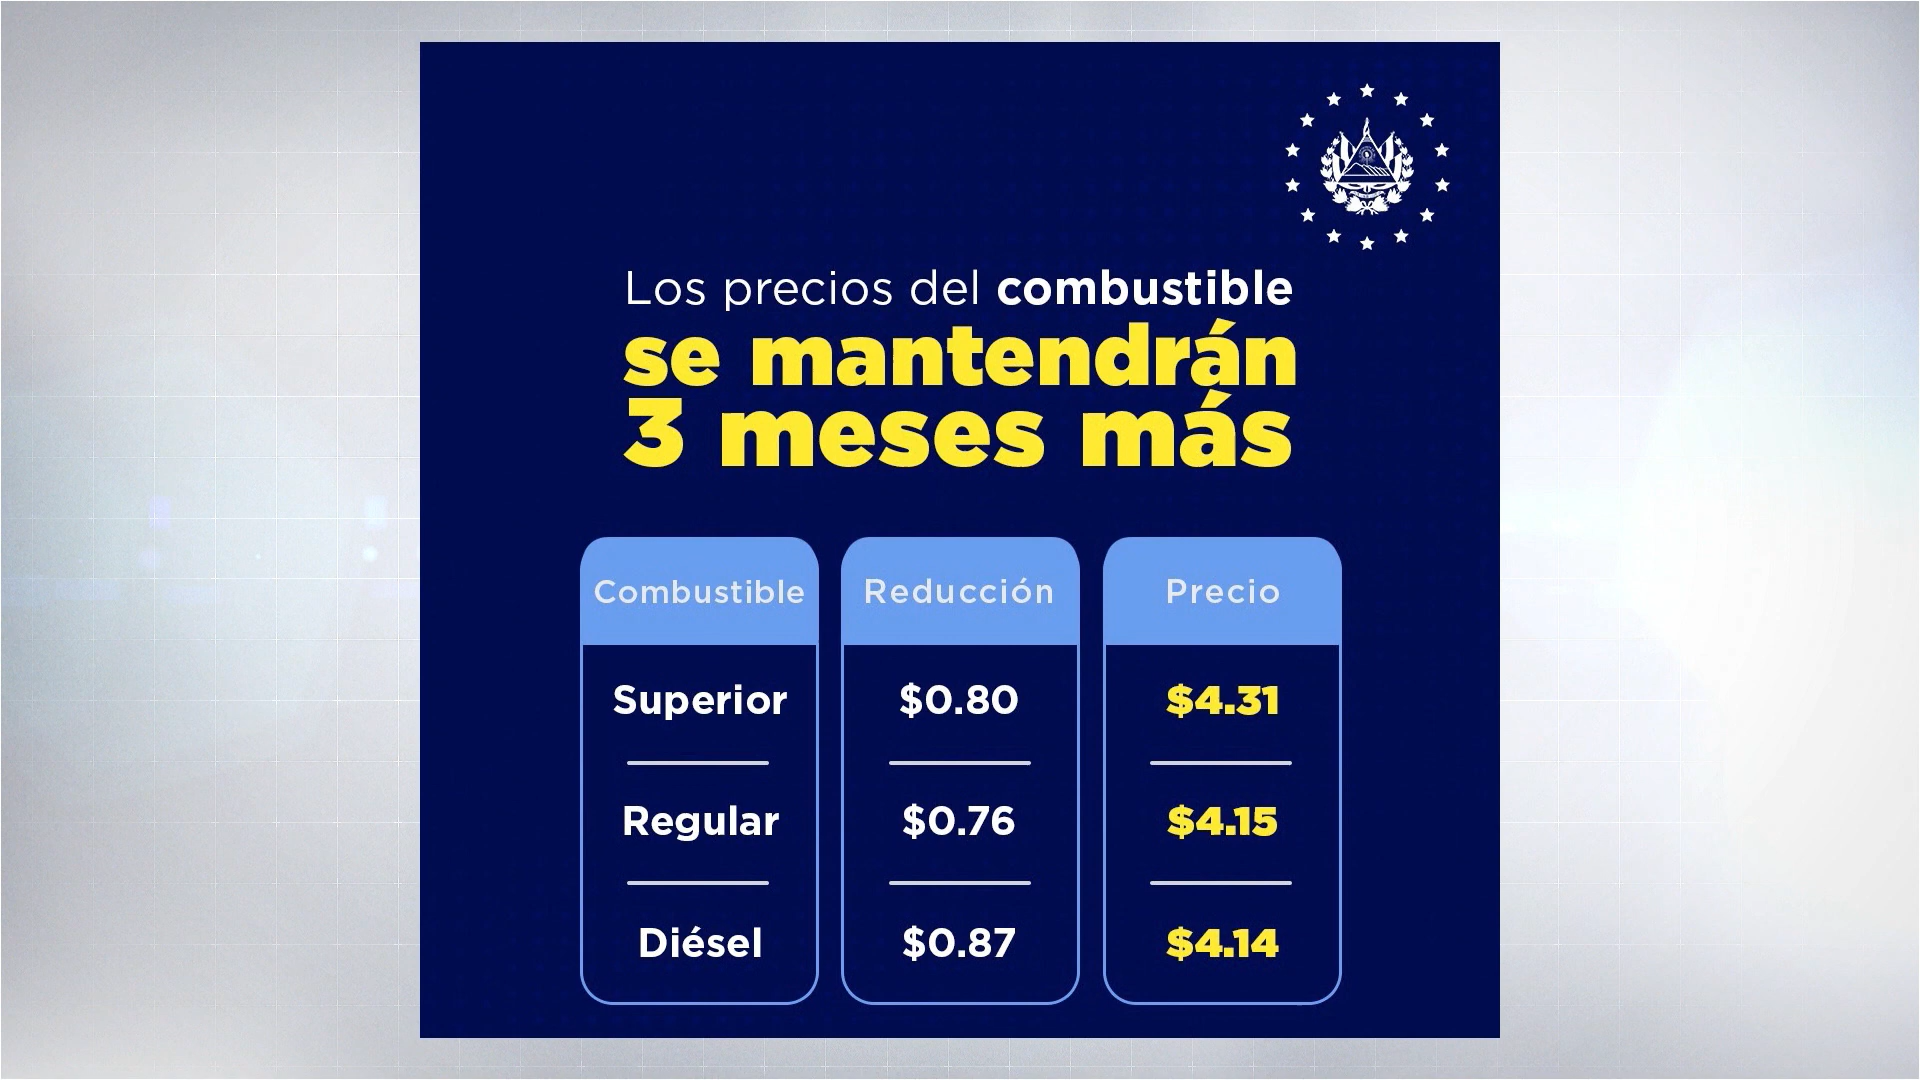 Los precios del combustible
se mantendrán
3 meses más
Combustible Reducción Precio
Superior $0.80 $4.31
Regular $0.76 $4.15
Diésel $0.87 $4.14